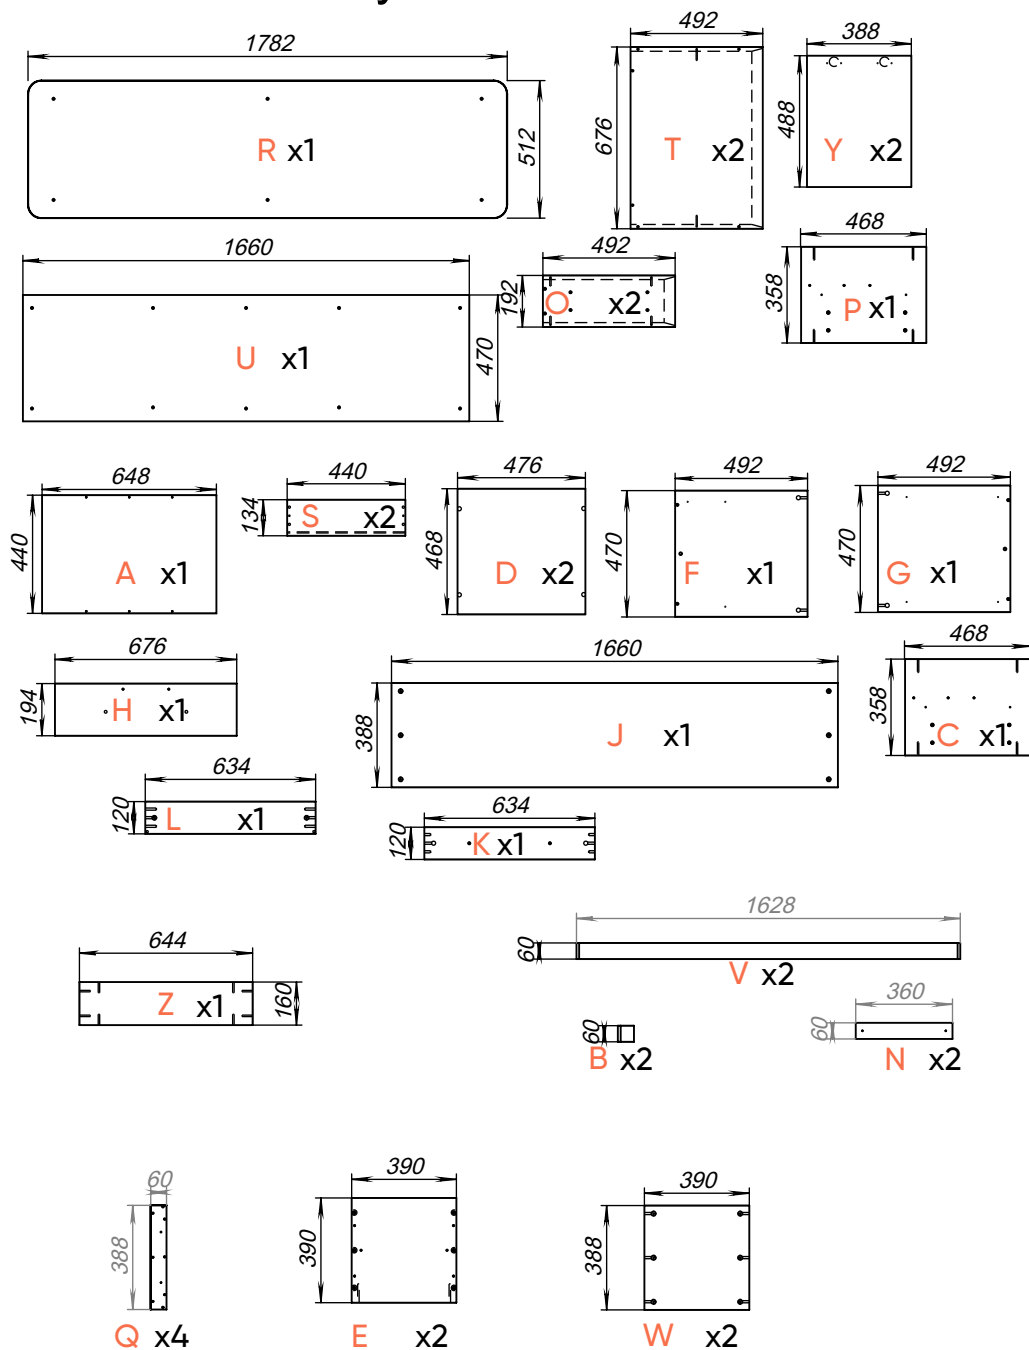 y
1782
512
R x1
492
676
T x2
388
488
Y x2
1660
470
U x1
492
192
O x2
468
358
P x1
648
440
A x1
440
134
S x2
476
468
D x2
492
470
F x1
492
470
G x1
676
194
H x1
1660
388
J x1
468
358
C x1
634
120
L x1
634
120
K x1
644
160
Z x1
1628
60
V x2
60
B x2
360
60
N x2
60
388
Q x4
390
390
E x2
390
388
W x2